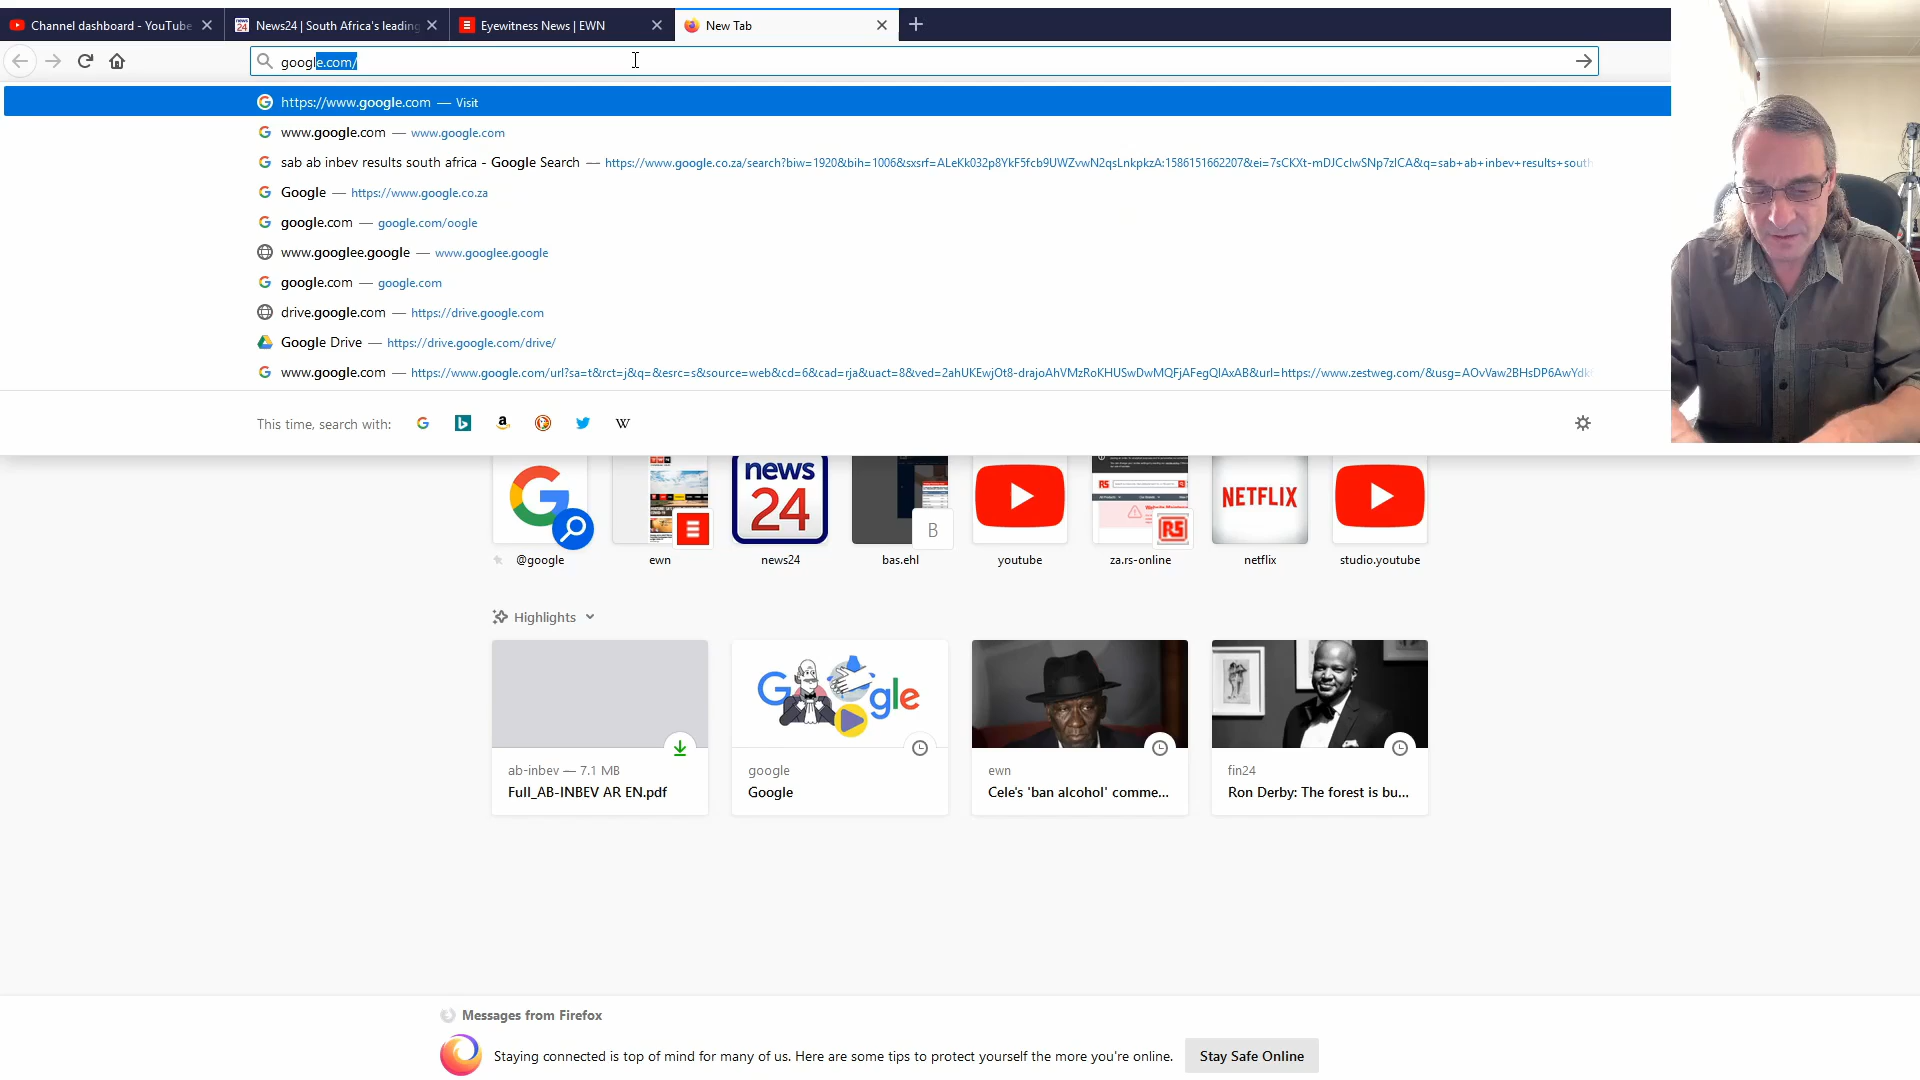 Channel dashboard - YouTube
News24 | South Africa's leading
Eyewitness News | EWN
New Tab
google.com/
https://www.google.com — Visit
www.google.com — www.google.com
sab ab inbev results south africa - Google Search — https://www.google.co.za/search?biw=1920&bih=1006&sxsrf=ALeKk032p8YkF5fcb9UWZvwN2qsLnkpkzA:1586151662207&ei=7sCKXt-mDJCclwSNp7zICA&q=sab+ab+inbev+results+south
Google — https://www.google.co.za
google.com — google.com/oogle
www.googlee.google — www.googlee.google
google.com — google.com
drive.google.com — https://drive.google.com
Google Drive — https://drive.google.com/drive/
www.google.com — https://www.google.com/url?sa=t&rct=j&q=&esrc=s&source=web&cd=6&cad=rja&uact=8&ved=2ahUKEwjOt8-drajoAhVMzRoKHUSwDwMQFjAFegQIAxAB&url=https://www.zestweg.com/&usg=AOvVaw2BHsDP6AwYdk
This time, search with:
news
24
B
RS
NETFLIX
RS
@google
ewn
news24
bas.ehl
youtube
za.rs-online
netflix
studio.youtube
Highlights
ab-inbev — 7.1 MB
Full_AB-INBEV AR EN.pdf
google
Google
ewn
Cele's 'ban alcohol' comme...
fin24
Ron Derby: The forest is bu...
Messages from Firefox
Staying connected is top of mind for many of us. Here are some tips to protect yourself the more you're online.
Stay Safe Online